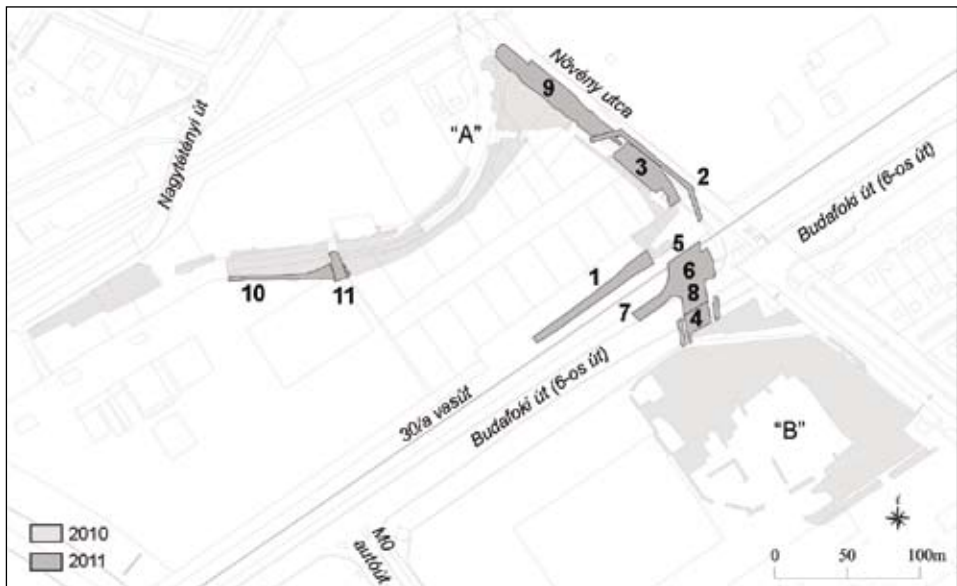 Növény utca
9
"A"
Nagytétényi út
3
2
Budafoki út (6-os út)
5
6
1
8
10
11
7
4
30/a vasút
Budafoki út (6-os út)
"B"
2010
2011
M0
autóút
0 50 100m